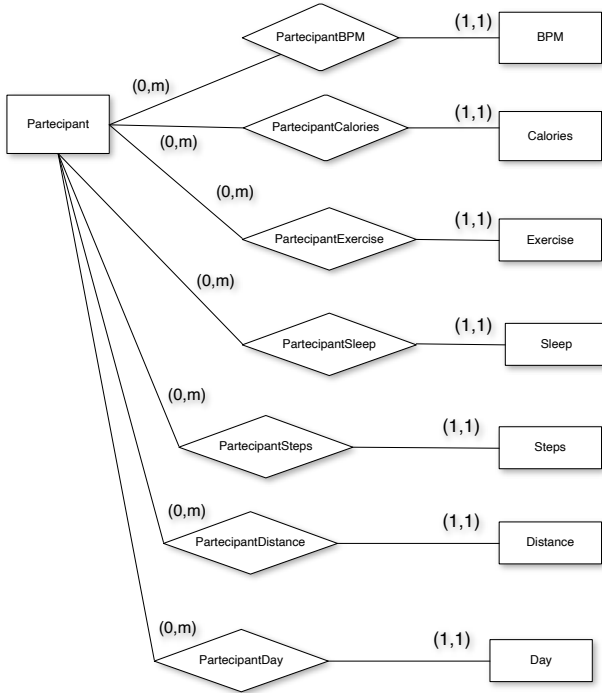 PartecipantBPM
(1,1)
BPM
(0,m)
Partecipant
PartecipantCalories
(1,1)
Calories
(0,m)
(0,m)
PartecipantExercise
(1,1)
Exercise
(0,m)
PartecipantSleep
(1,1)
Sleep
(0,m)
PartecipantSteps
(1,1)
Steps
(0,m)
PartecipantDistance
(1,1)
Distance
(0,m)
PartecipantDay
(1,1)
Day